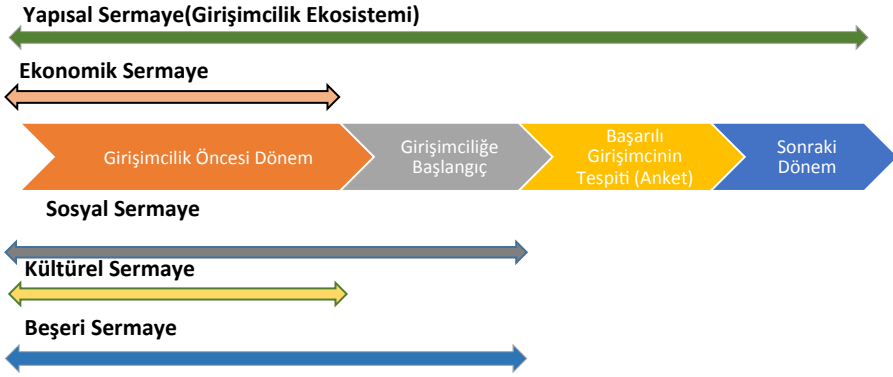 Yapısal Sermaye(Girişimcilik Ekosistemi)
Ekonomik Sermaye
Girişimcilik Öncesi Dönem
Girişimciliğe
Başlangıç
Başarılı
Girişimcinin
Tespiti (Anket)
Sonraki
Dönem
Sosyal Sermaye
Kültürel Sermaye
Beşeri Sermaye